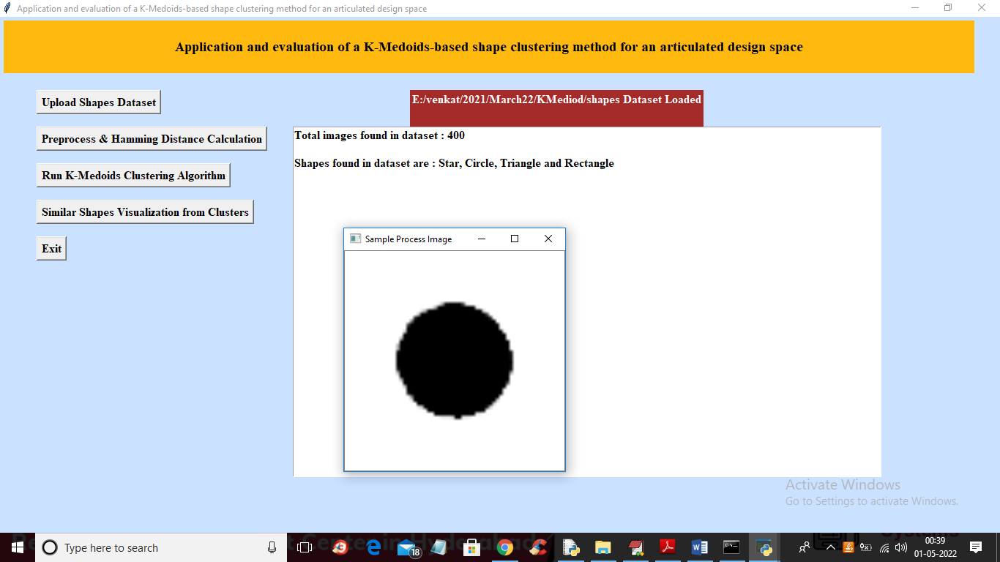 Application and evaluation of a K-Medoids-based shape clustering method for an articulated design space
Application and evaluation of a K-Medoids-based shape clustering method for an articulated design space
Upload Shapes Dataset
E:/venkat/2021/March22/KMediod/shapes Dataset Loaded
Preprocess & Hamming Distance Calculation
Total images found in dataset : 400
Shapes found in dataset are : Star, Circle, Triangle and Rectangle
Run K-Medoids Clustering Algorithm
Similar Shapes Visualization from Clusters
Exit
Sample Process Image
Activate Windows
Go to Settings to activate Windows.
Type here to search
18
00:39
01-05-2022